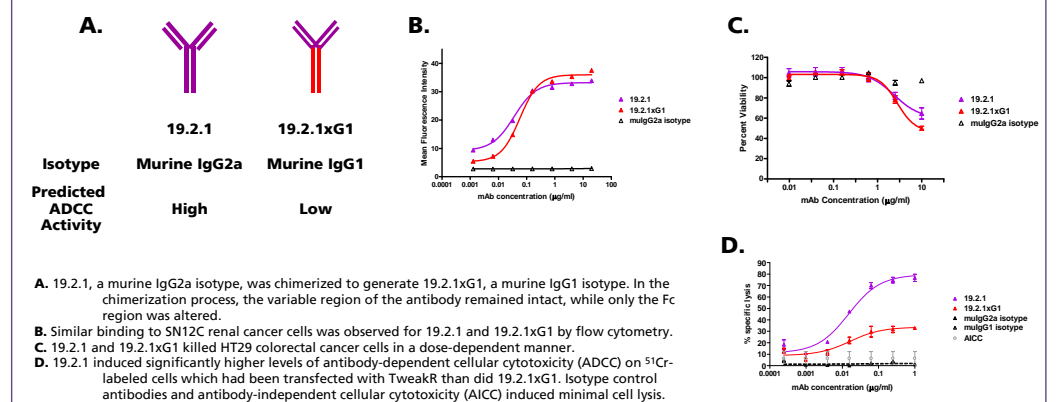 A.
19.2.1
19.2.1xG1
Isotype
Murine IgG2a
Murine IgG1
Predicted
ADCC
Activity
High
Low
B.
Mean Fluorescence Intensity
40
30
20
10
0
0.0001 0.001 0.01 0.1 1 10 100
mAb concentration (µg/ml)
19.2.1
19.2.1xG1
muIgG2a isotype
C.
Percent Viability
120
100
80
60
40
20
0
0.01 0.1 1 10
mAb Concentration (µg/ml)
19.2.1
19.2.1xG1
muIgG2a isotype
D.
% specific lysis
90
80
70
60
50
40
30
20
10
0
0.0001 0.001 0.01 0.1 1
mAb concentration (µg/ml)
19.2.1
19.2.1xG1
muIgG2a isotype
muIgG1 isotype
AICC
A. 19.2.1, a murine IgG2a isotype, was chimerized to generate 19.2.1xG1, a murine IgG1 isotype. In the
chimerization process, the variable region of the antibody remained intact, while only the Fc
region was altered.
B. Similar binding to SN12C renal cancer cells was observed for 19.2.1 and 19.2.1xG1 by flow cytometry.
C. 19.2.1 and 19.2.1xG1 killed HT29 colorectal cancer cells in a dose-dependent manner.
D. 19.2.1 induced significantly higher levels of antibody-dependent cellular cytotoxicity (ADCC) on ⁵¹Cr-
labeled cells which had been transfected with TweakR than did 19.2.1xG1. Isotype control
antibodies and antibody-independent cellular cytotoxicity (AICC) induced minimal cell lysis.